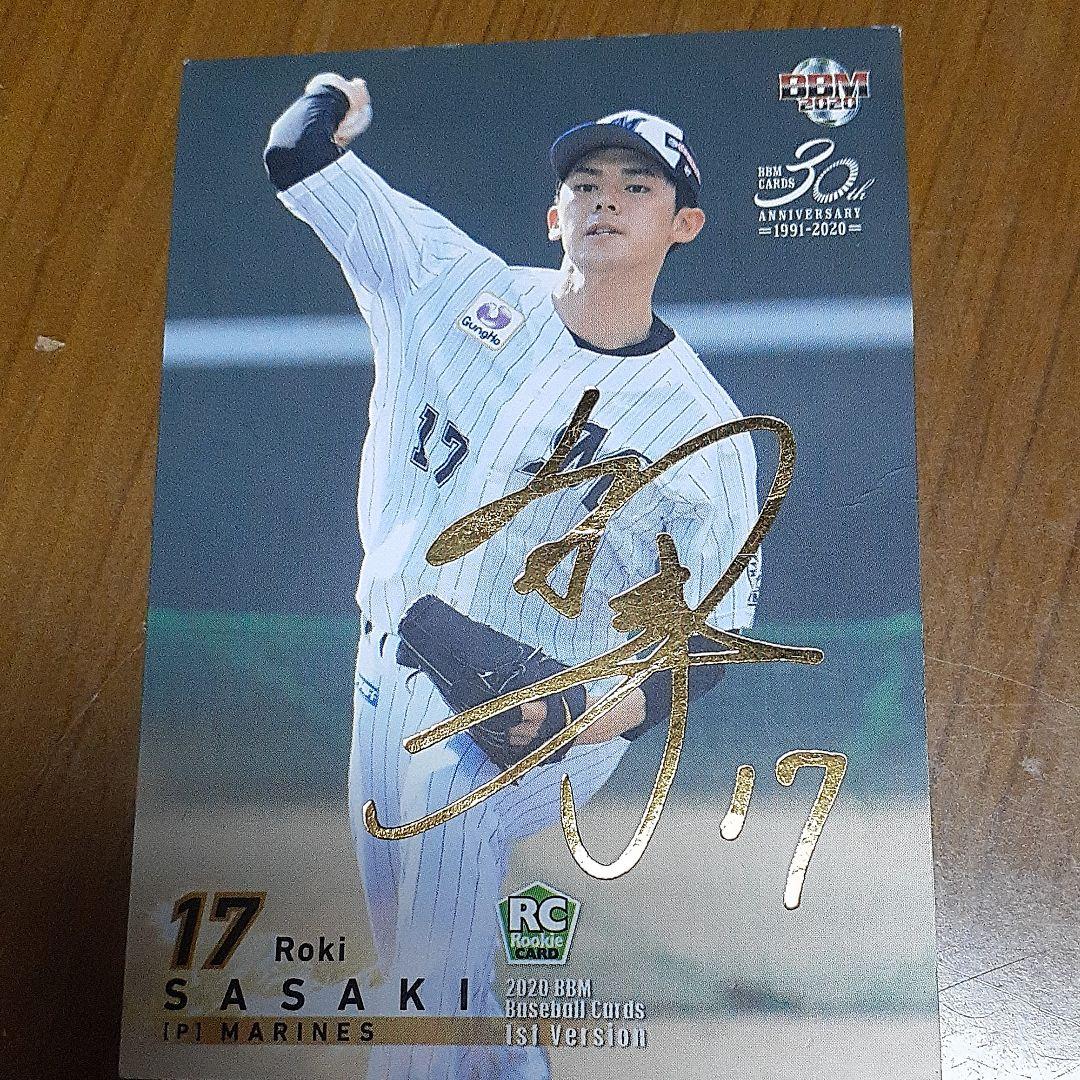 BBM
2020
BBM
CARDS 30th
ANNIVERSARY
=1991-2020=
GungHo
17
17
17 Roki
SASAKI
[P] MARINES
RC
Rookie
CARD
2020 BBM
Baseball Cards
1st Version